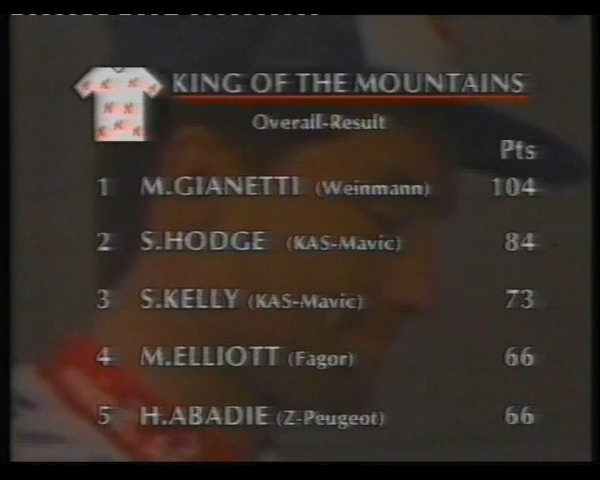 KING OF THE MOUNTAINS
Overall-Result
Pts
1 M.GIANETTI (Weinmann) 104
2 S.HODGE (KAS-Mavic) 84
3 S.KELLY (KAS-Mavic) 73
4 M.ELLIOTT (Fagor) 66
5 H.ABADIE (Z-Peugeot) 66